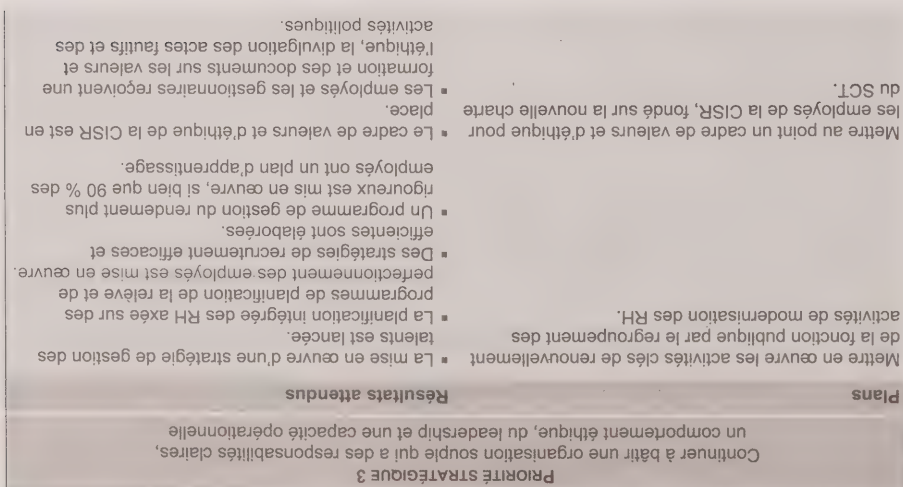 PRIORITÉ STRATÉGIQUE 3
Continuer à bâtir une organisation souple qui a des responsabilités claires,
un comportement éthique, du leadership et une capacité opérationnelle
Plans
Mettre en œuvre les activités clés de renouvellement
de la fonction publique par le regroupement des
activités de modernisation des RH.
Résultats attendus
▪ La mise en œuvre d'une stratégie de gestion des
talents est lancée.
▪ La planification intégrée des RH axée sur des
programmes de planification de la relève et de
perfectionnement des employés est mise en œuvre.
▪ Des stratégies de recrutement efficaces et
efficientes sont élaborées.
▪ Un programme de gestion du rendement plus
rigoureux est mis en œuvre, si bien que 90 % des
employés ont un plan d'apprentissage.
Mettre au point un cadre de valeurs et d'éthique pour
les employés de la CISR, fondé sur la nouvelle charte
du SCT.
▪ Le cadre de valeurs et d'éthique de la CISR est en
place.
▪ Les employés et les gestionnaires reçoivent une
formation et des documents sur les valeurs et
l'éthique, la divulgation des actes fautifs et des
activités politiques.